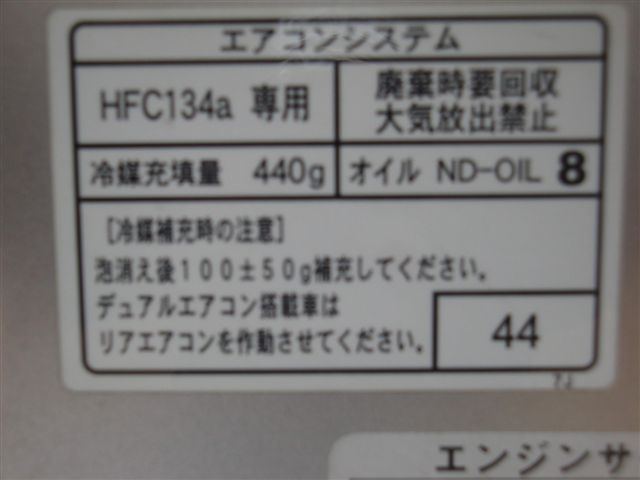 エアコンシステム
HFC134a 専用
廃棄時要回収
大気放出禁止
冷媒充填量 440g
オイル ND-OIL 8
[冷媒補充時の注意]
泡消え後100±50g補充してください。
デュアルエアコン搭載車は
リアエアコンを作動させてください。
44
7J
エンジンサ